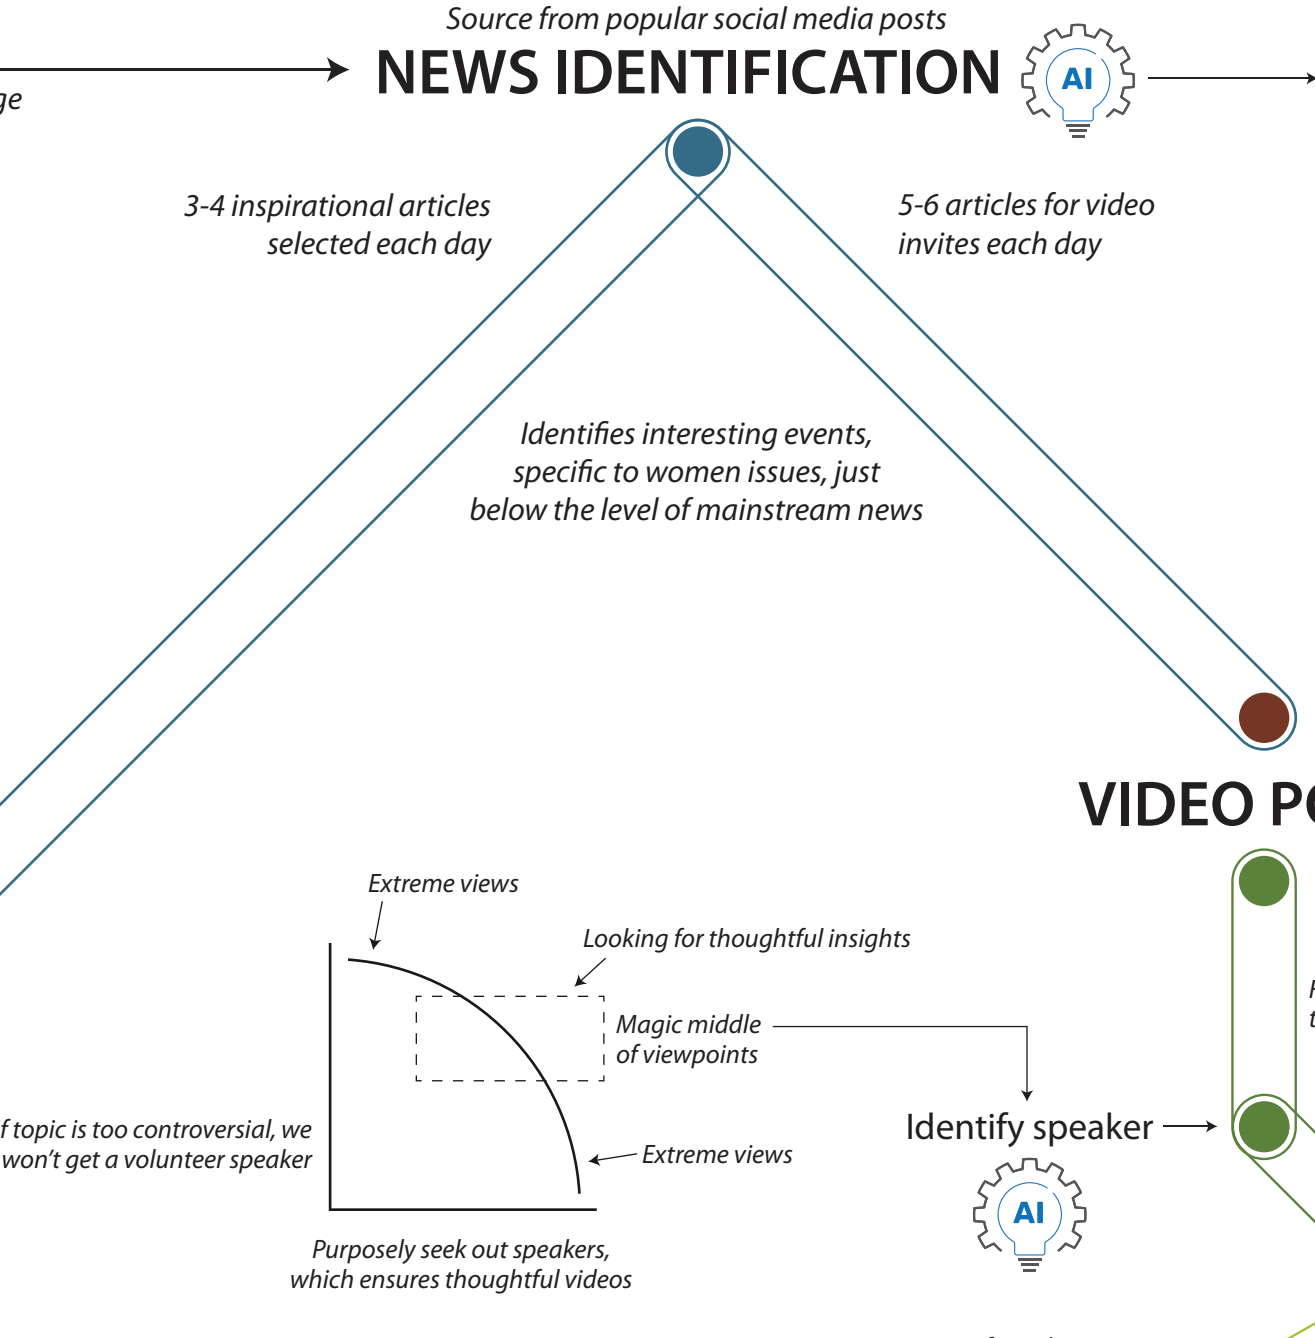 Source from popular social media posts
NEWS IDENTIFICATION
AI
ge
3-4 inspirational articles
selected each day
5-6 articles for video
invites each day
Identifies interesting events,
specific to women issues, just
below the level of mainstream news
VIDEO
Extreme views
Looking for thoughtful insights
Magic middle
of viewpoints
Identify speaker
AI
f topic is too controversial, we
won't get a volunteer speaker
Extreme views
Purposely seek out speakers,
which ensures thoughtful videos